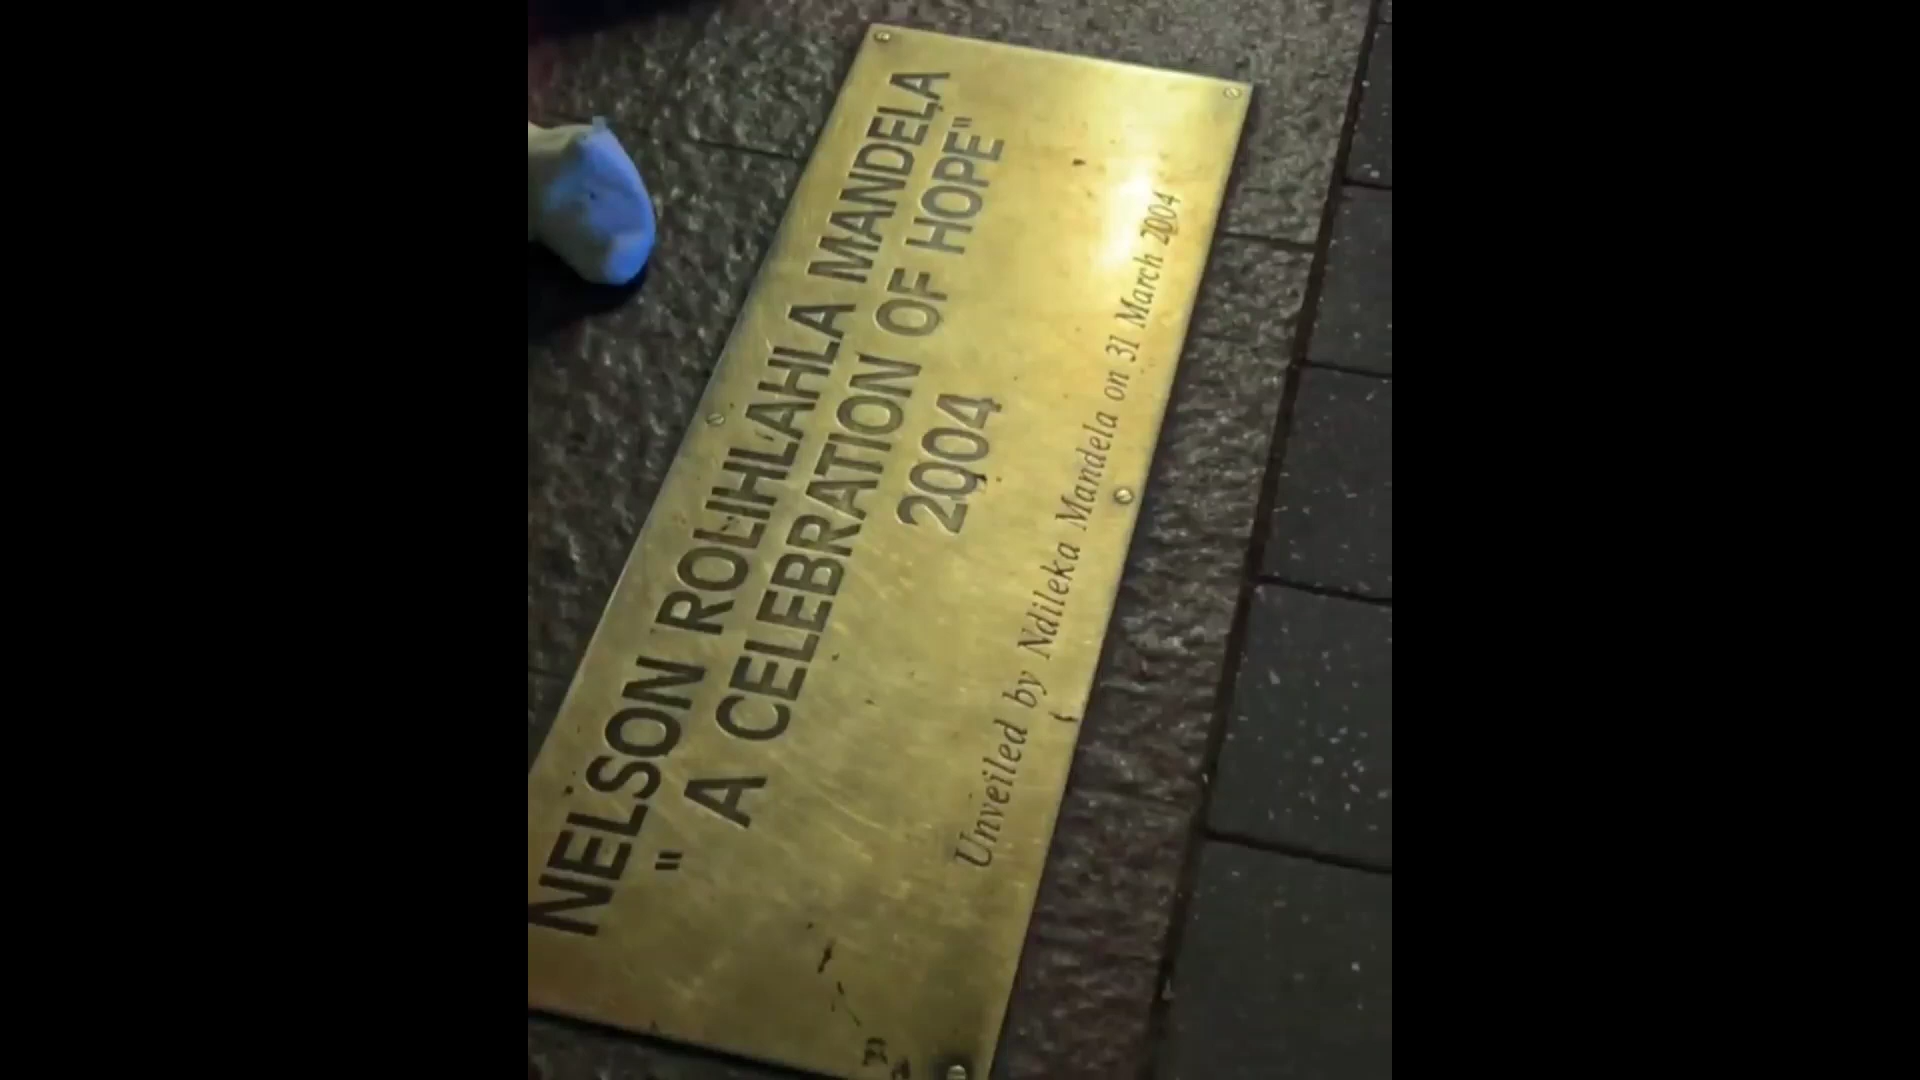 NELSON ROLIHLAHLA MANDELA
" A CELEBRATION OF HOPE"
2004
Unveiled by Ndileka Mandela on 31 March 2004